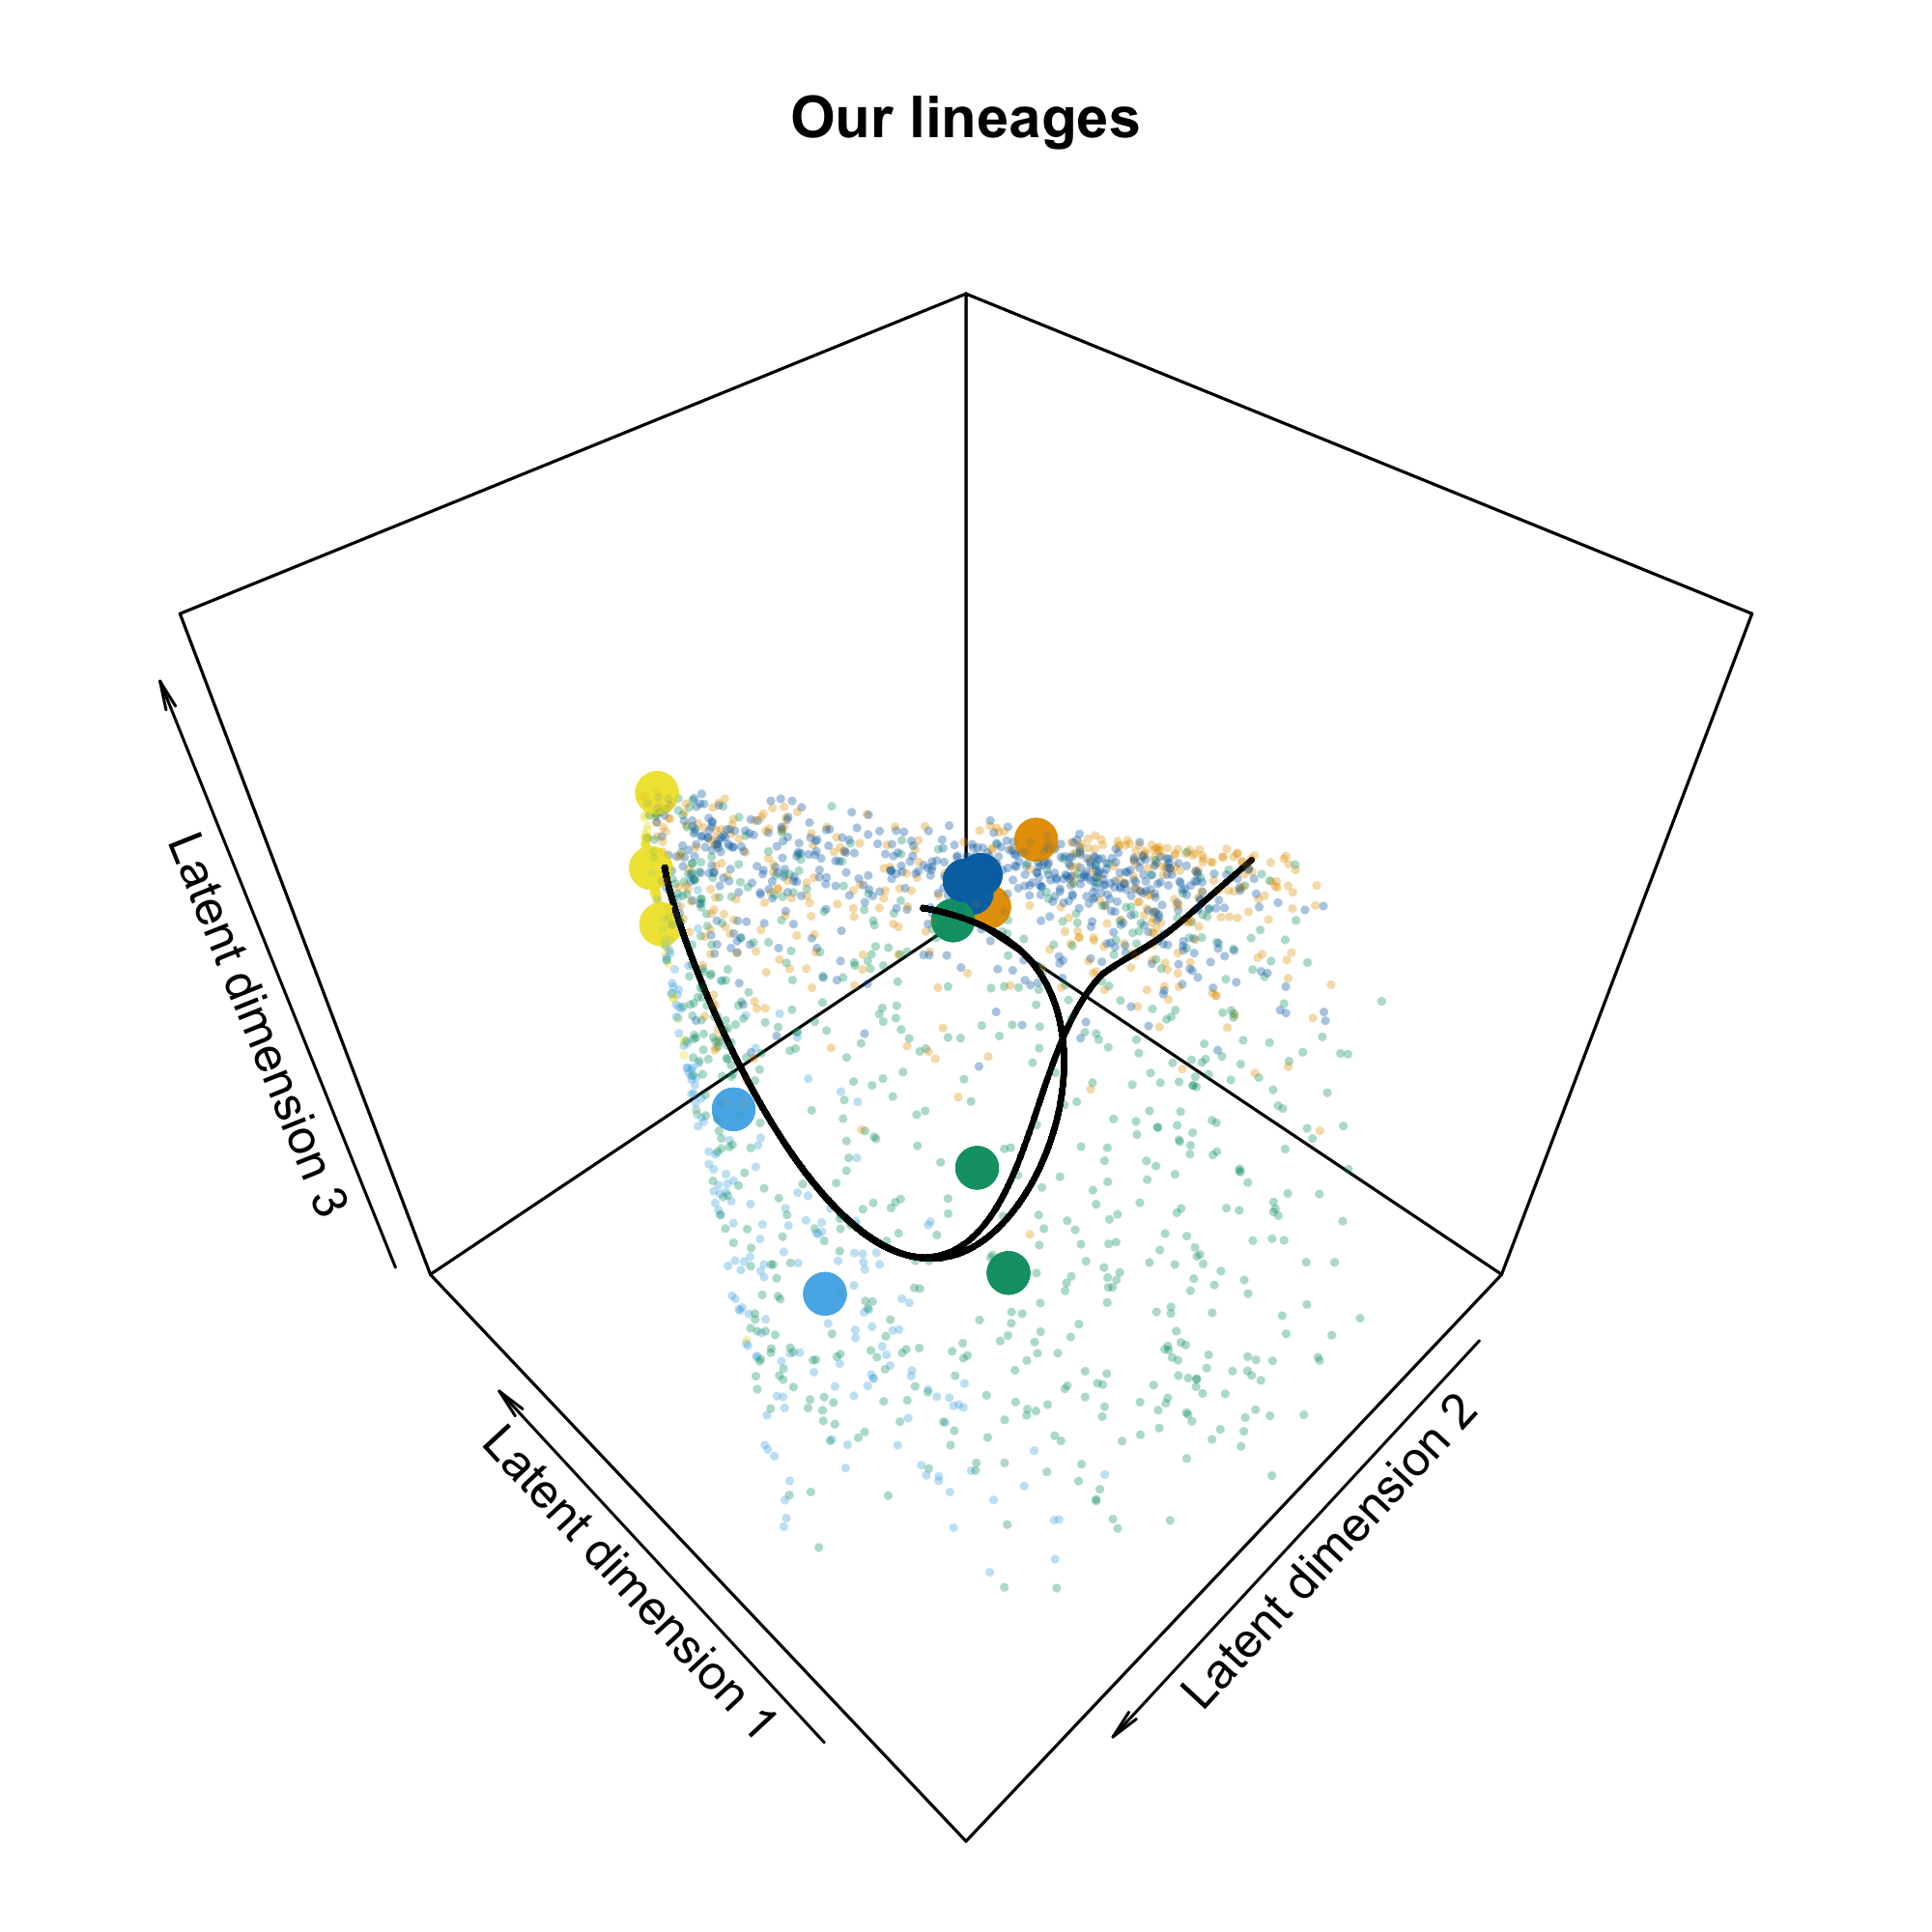 Our lineages
Latent dimension 3
Latent dimension 1
Latent dimension 2